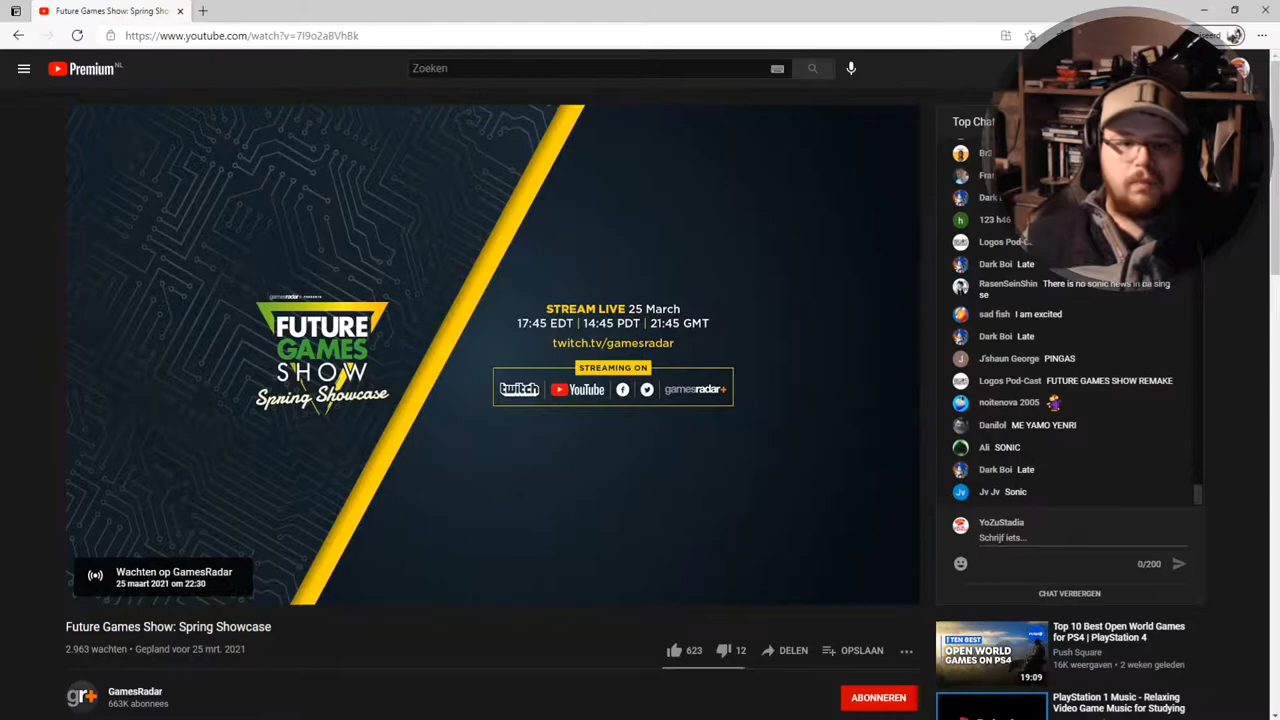 Future Games Show: Spring Sho
https://www.youtube.com/watch?v=7I9o2aBVhBk
Premium NL
Zoeken
gamesradar+ PRESENTS
FUTURE
GAMES
SHOW
Spring Showcase
STREAM LIVE 25 March
17:45 EDT | 14:45 PDT | 21:45 GMT
twitch.tv/gamesradar
STREAMING ON
twitch YouTube gamesradar+
Wachten op GamesRadar
25 maart 2021 om 22:30
Top Chat
Dark
123 h46
Logos Pod-C
Dark Boi Late
RasenSeinShin There is no sonic news in ba sing
se
sad fish I am excited
Dark Boi Late
J'shaun George PINGAS
Logos Pod-Cast FUTURE GAMES SHOW REMAKE
noitenova 2005
Danilol ME YAMO YENRI
Ali SONIC
Dark Boi Late
Jv Jv Jv Sonic
YoZuStadia
Schrijf iets...
0/200
CHAT VERBERGEN
Future Games Show: Spring Showcase
2.963 wachten • Gepland voor 25 mrt. 2021
623 12 DELEN OPSLAAN
gr+ GamesRadar
663K abonnees
ABONNEREN
TEN BEST
OPEN WORLD
GAMES ON PS4
19:09
Top 10 Best Open World Games
for PS4 | PlayStation 4
Push Square
16K weergaven • 2 weken geleden
PlayStation 1 Music - Relaxing
Video Game Music for Studying